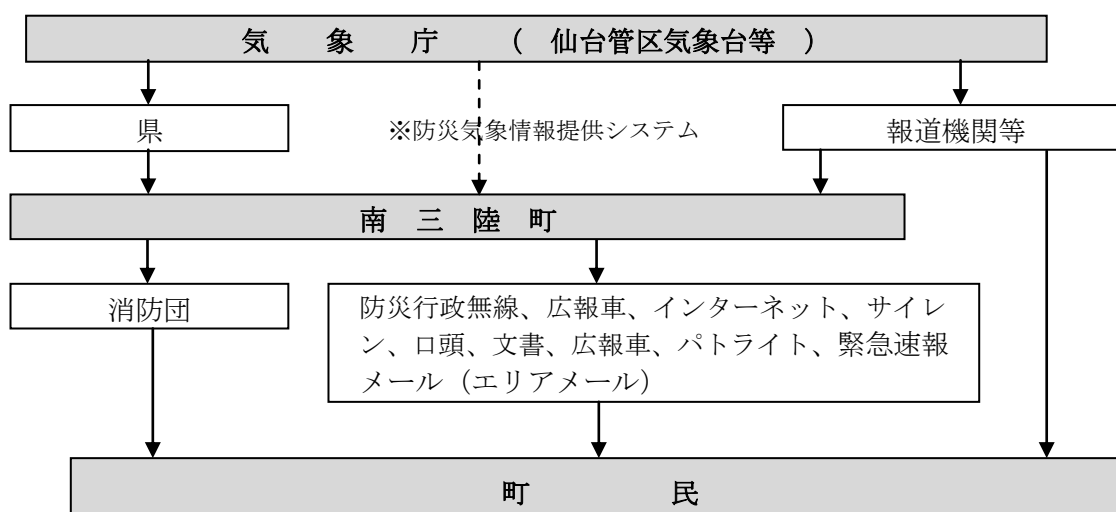 気　象　庁　（　仙台管区気象台等　）
県
※防災気象情報提供システム
報道機関等
南　三　陸　町
消防団
防災行政無線、広報車、インターネット、サイレ
ン、口頭、文書、広報車、パトライト、緊急速報
メール（エリアメール）
町　　　　民